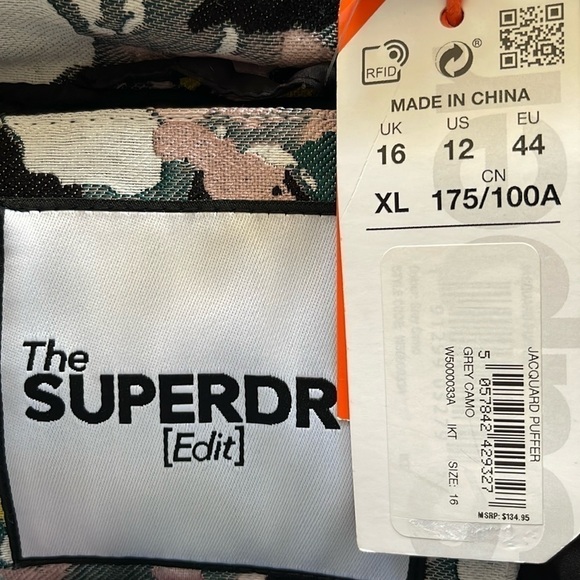 The
SUPERDR
[Edit]
RFID
®
MADE IN CHINA
UK US EU
16 12 44
CN
XL 175/100A
JACQUARD PUFFER
5 057842 429327
GREY CAMO
W5000033A IKT SIZE: 16
MSRP: $134.95